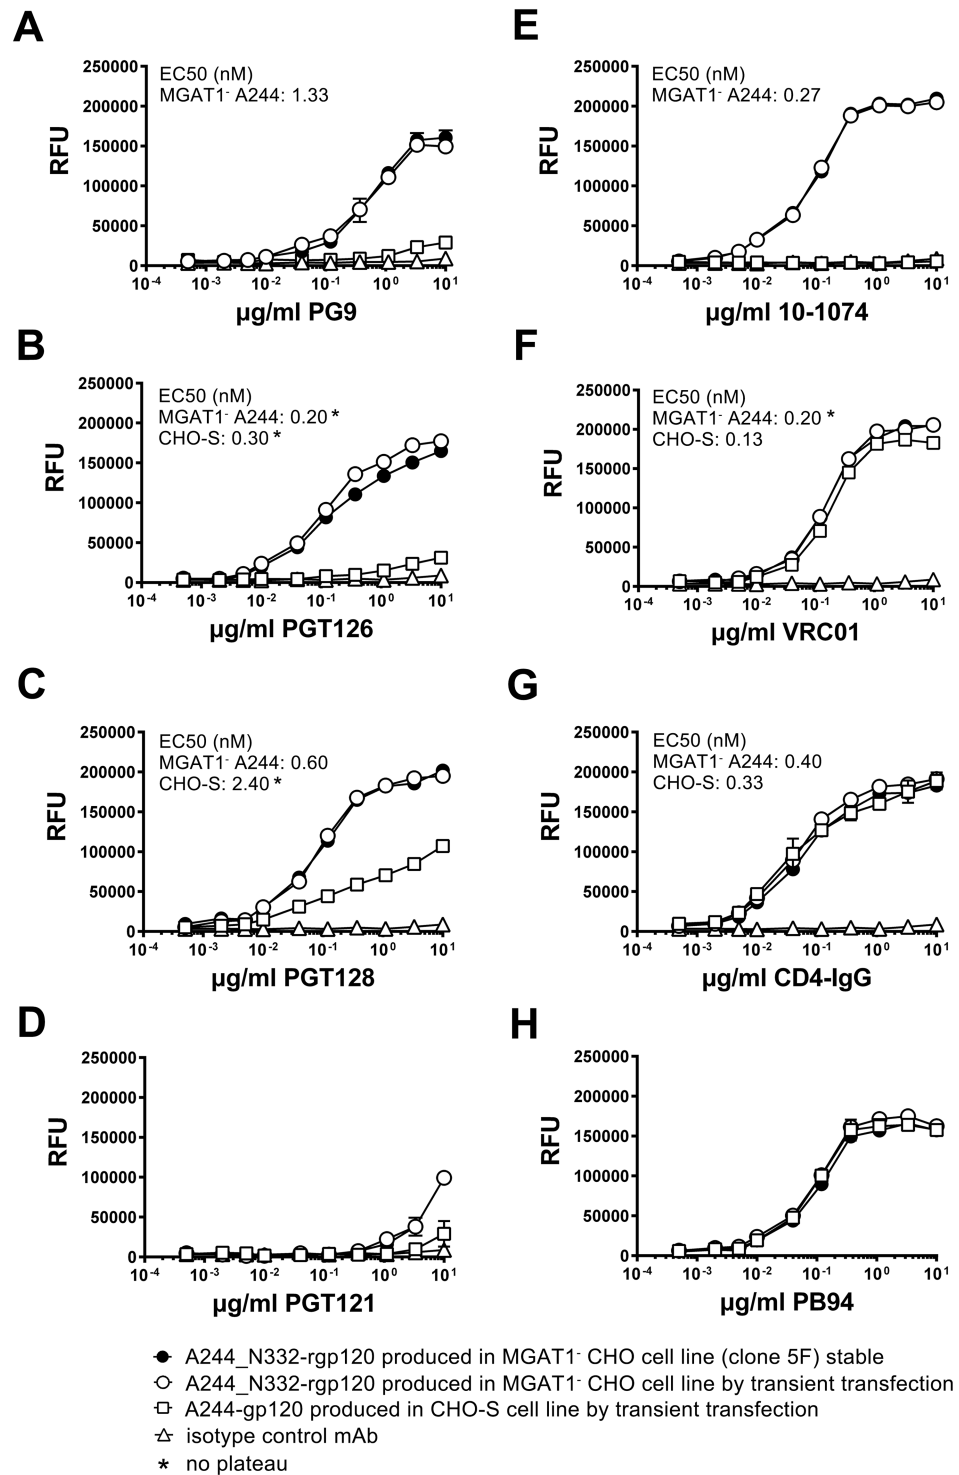 A
250000
200000
150000
100000
50000
0
RFU
EC50 (nM)
MGAT1- A244: 1.33
10-4 10-3 10-2 10-1 100 101
µg/ml PG9
B
250000
200000
150000
100000
50000
0
RFU
EC50 (nM)
MGAT1- A244: 0.20 *
CHO-S: 0.30 *
10-4 10-3 10-2 10-1 100 101
µg/ml PGT126
C
250000
200000
150000
100000
50000
0
RFU
EC50 (nM)
MGAT1- A244: 0.60
CHO-S: 2.40 *
10-4 10-3 10-2 10-1 100 101
µg/ml PGT128
D
250000
200000
150000
100000
50000
0
RFU
10-4 10-3 10-2 10-1 100 101
µg/ml PGT121
E
250000
200000
150000
100000
50000
0
RFU
EC50 (nM)
MGAT1- A244: 0.27
10-4 10-3 10-2 10-1 100 101
µg/ml 10-1074
F
250000
200000
150000
100000
50000
0
RFU
EC50 (nM)
MGAT1- A244: 0.20 *
CHO-S: 0.13
10-4 10-3 10-2 10-1 100 101
µg/ml VRC01
G
250000
200000
150000
100000
50000
0
RFU
EC50 (nM)
MGAT1- A244: 0.40
CHO-S: 0.33
10-4 10-3 10-2 10-1 100 101
µg/ml CD4-IgG
H
250000
200000
150000
100000
50000
0
RFU
10-4 10-3 10-2 10-1 100 101
µg/ml PB94
A244_N332-rgp120 produced in MGAT1- CHO cell line (clone 5F) stable
A244_N332-rgp120 produced in MGAT1- CHO cell line by transient transfection
A244-gp120 produced in CHO-S cell line by transient transfection
isotype control mAb
* no plateau